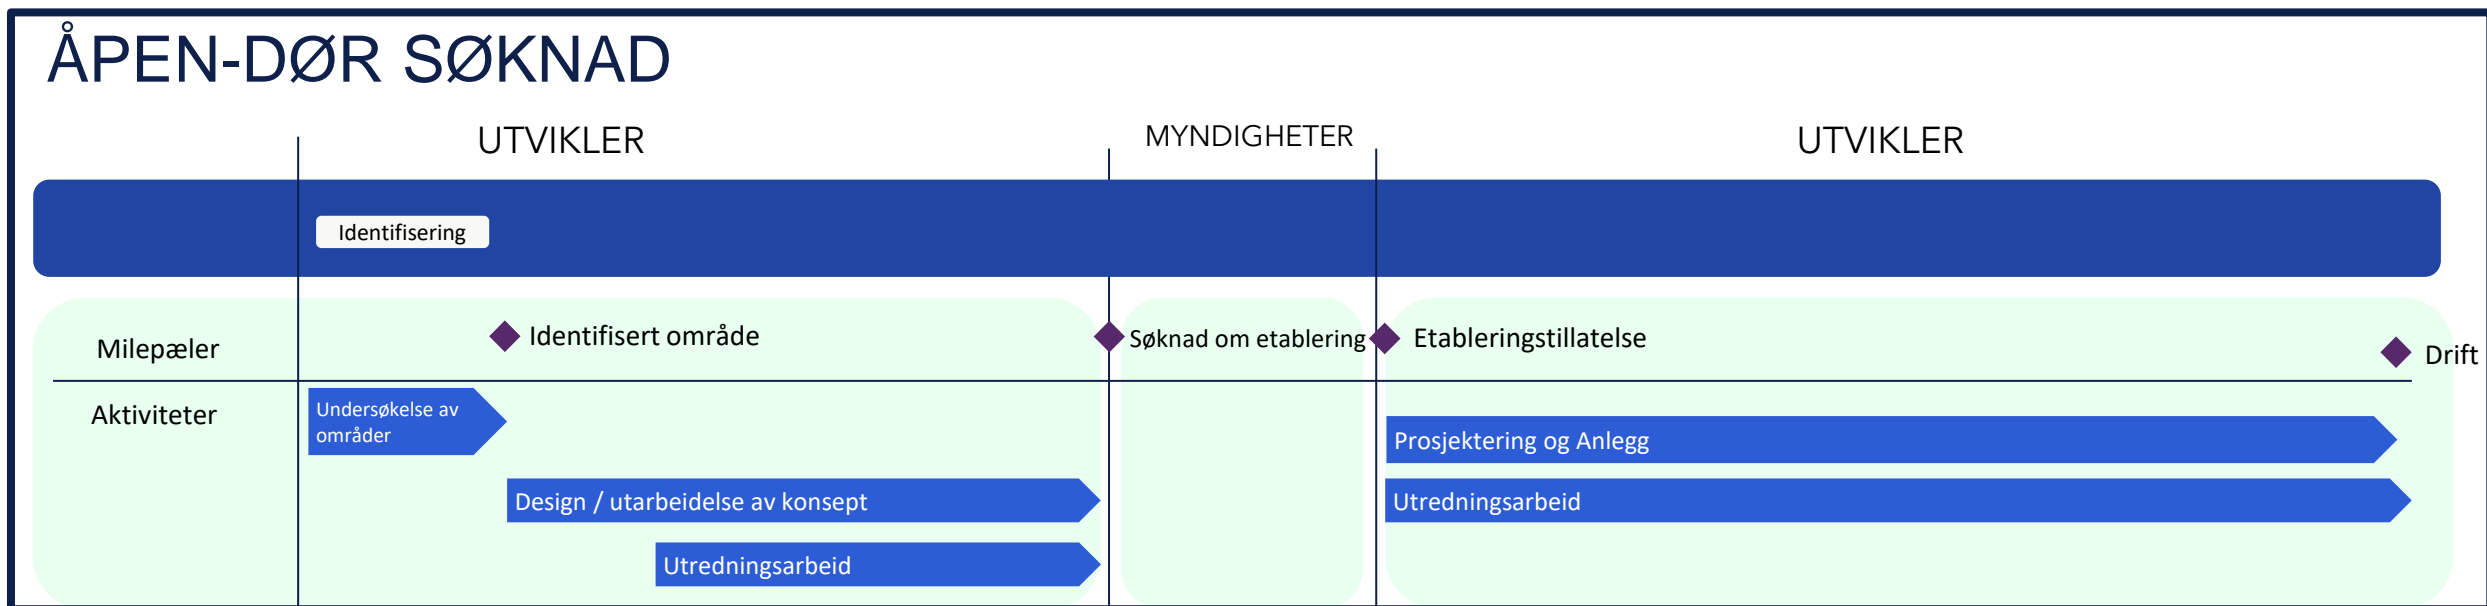 ÅPEN-DØR SØKNAD
UTVIKLER
MYNDIGHETER
UTVIKLER
Identifisering
Milepæler
Identifisert område
Søknad om etablering
Etableringstillatelse
Drift
Aktiviteter
Undersøkelse av
områder
Prosjektering og Anlegg
Design / utarbeidelse av konsept
Utredningsarbeid
Utredningsarbeid